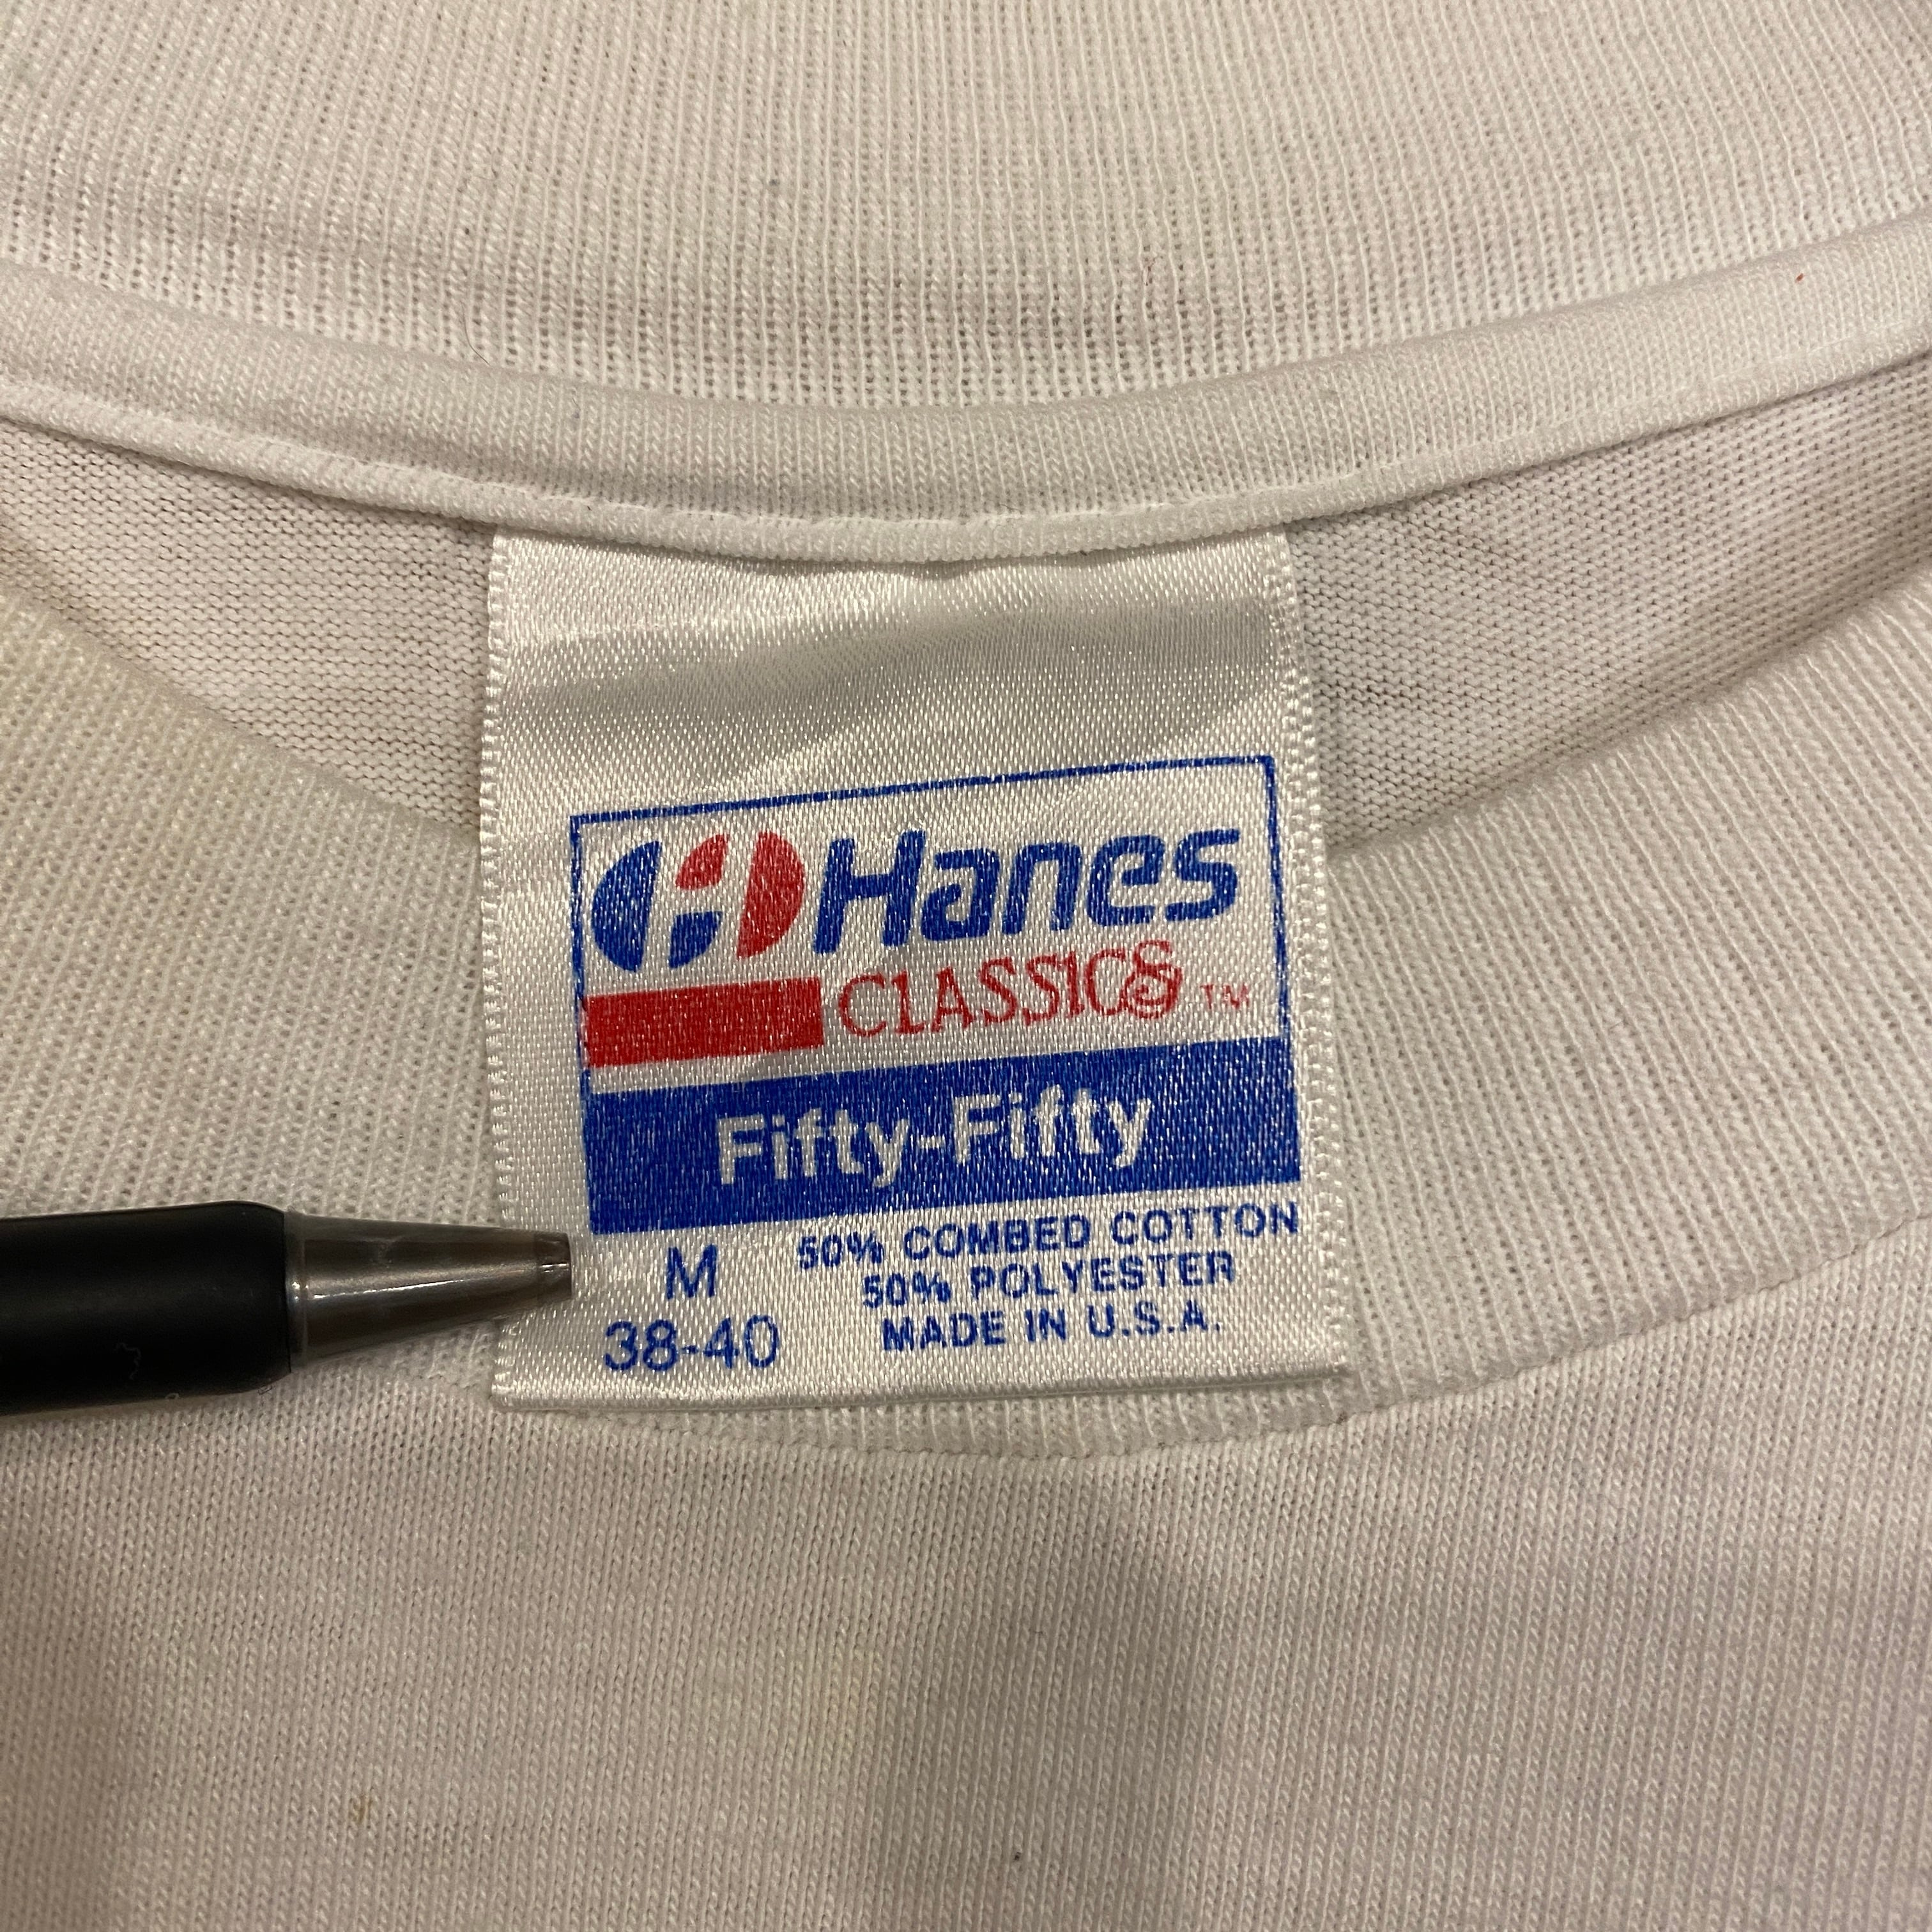 Hanes
CLASSICS ™
Fifty-Fifty
M
38-40
50% COMBED COTTON
50% POLYESTER
MADE IN U.S.A.